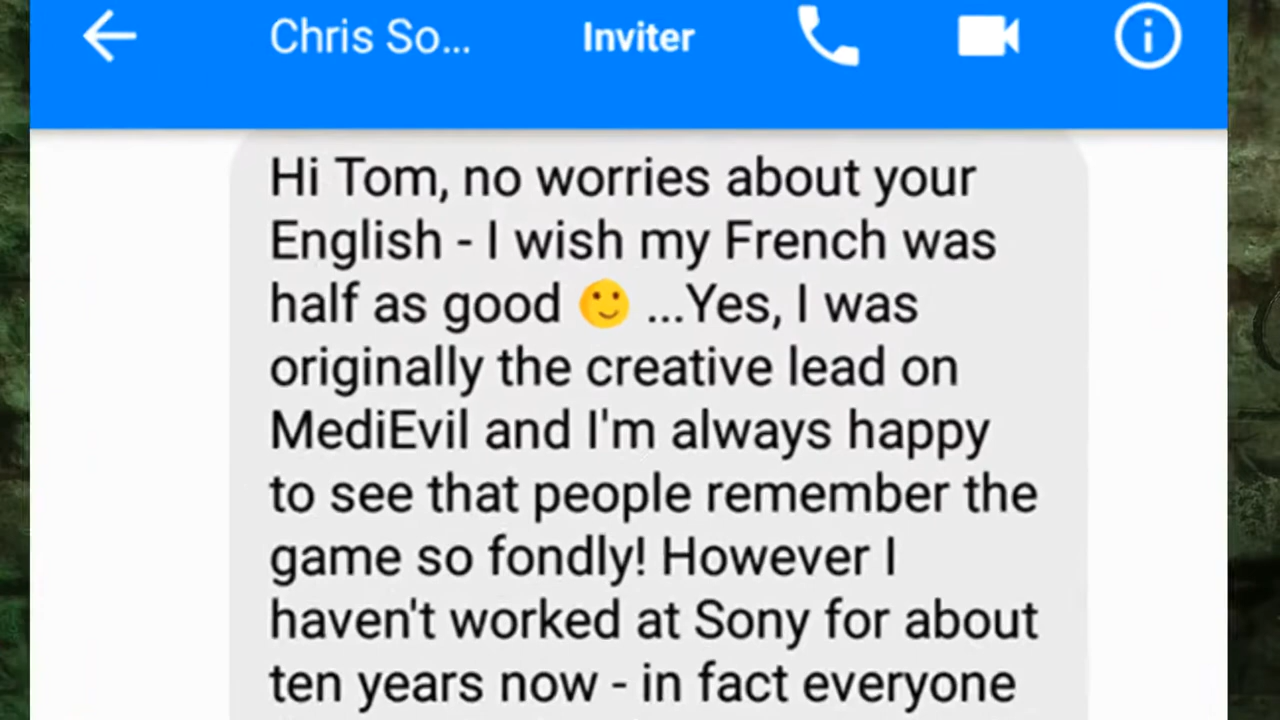 Chris So... Inviter
Hi Tom, no worries about your
English - I wish my French was
half as good 🙂 ...Yes, I was
originally the creative lead on
MediEvil and I'm always happy
to see that people remember the
game so fondly! However I
haven't worked at Sony for about
ten years now - in fact everyone